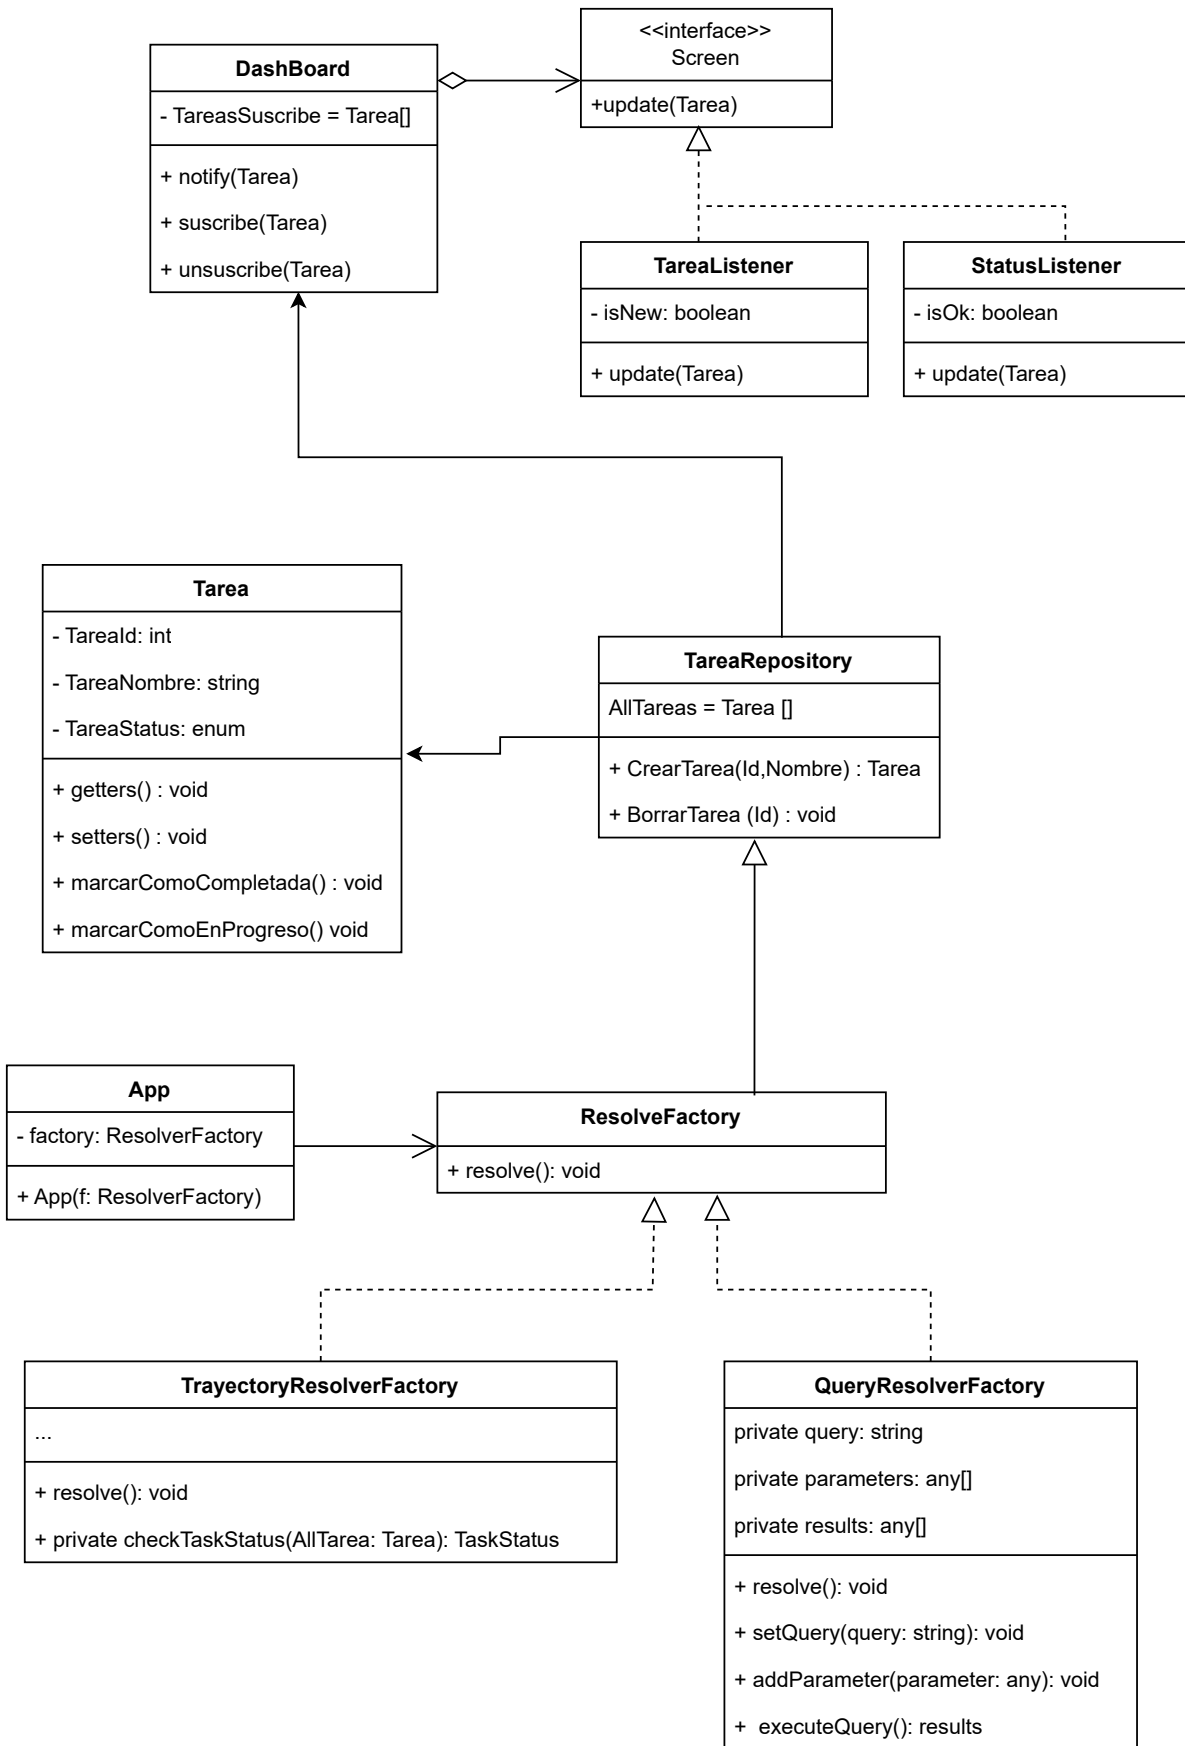 <<interface>>
Screen
+update(Tarea)
DashBoard
- TareasSuscribe = Tarea[]
+ notify(Tarea)
+ suscribe(Tarea)
+ unsuscribe(Tarea)
TareaListener
- isNew: boolean
+ update(Tarea)
StatusListener
- isOk: boolean
+ update(Tarea)
Tarea
- TareaId: int
- TareaNombre: string
- TareaStatus: enum
+ getters() : void
+ setters() : void
+ marcarComoCompletada() : void
+ marcarComoEnProgreso() void
TareaRepository
AllTareas = Tarea []
+ CrearTarea(Id,Nombre) : Tarea
+ BorrarTarea (Id) : void
App
- factory: ResolverFactory
+ App(f: ResolverFactory)
ResolveFactory
+ resolve(): void
TrayectoryResolverFactory
...
+ resolve(): void
+ private checkTaskStatus(AllTarea: Tarea): TaskStatus
QueryResolverFactory
private query: string
private parameters: any[]
private results: any[]
+ resolve(): void
+ setQuery(query: string): void
+ addParameter(parameter: any): void
+ executeQuery(): results